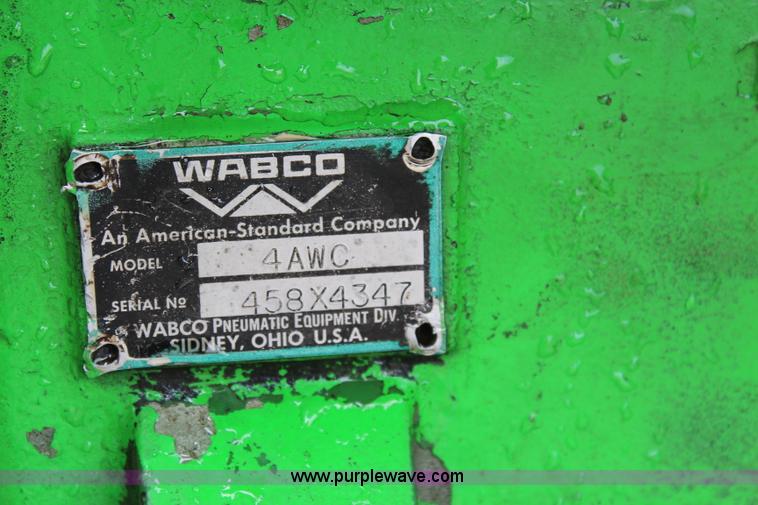 WABCO
An American-Standard Company
MODEL 4AWC
SERIAL No 458X4347
WABCO PNEUMATIC EQUIPMENT DIV.
SIDNEY, OHIO U.S.A.
www.purplewave.com